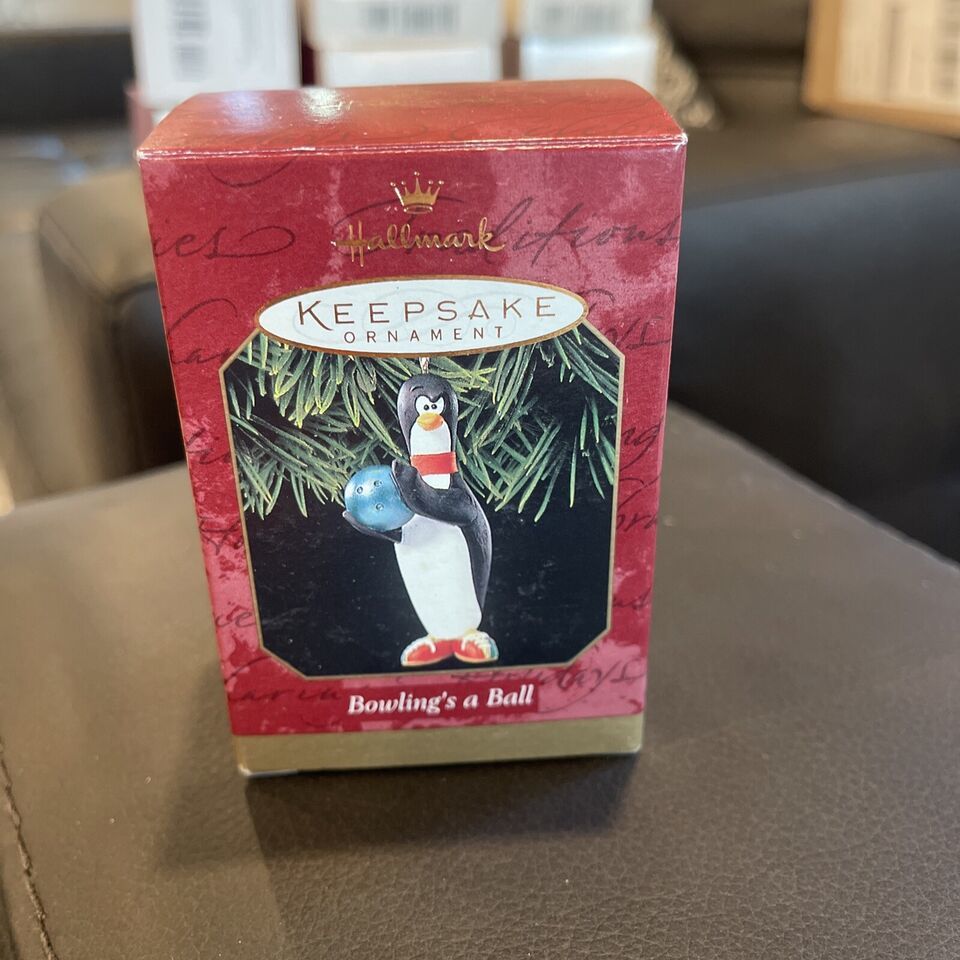 Hallmark
KEEPSAKE
ORNAMENT
Bowling's a Ball